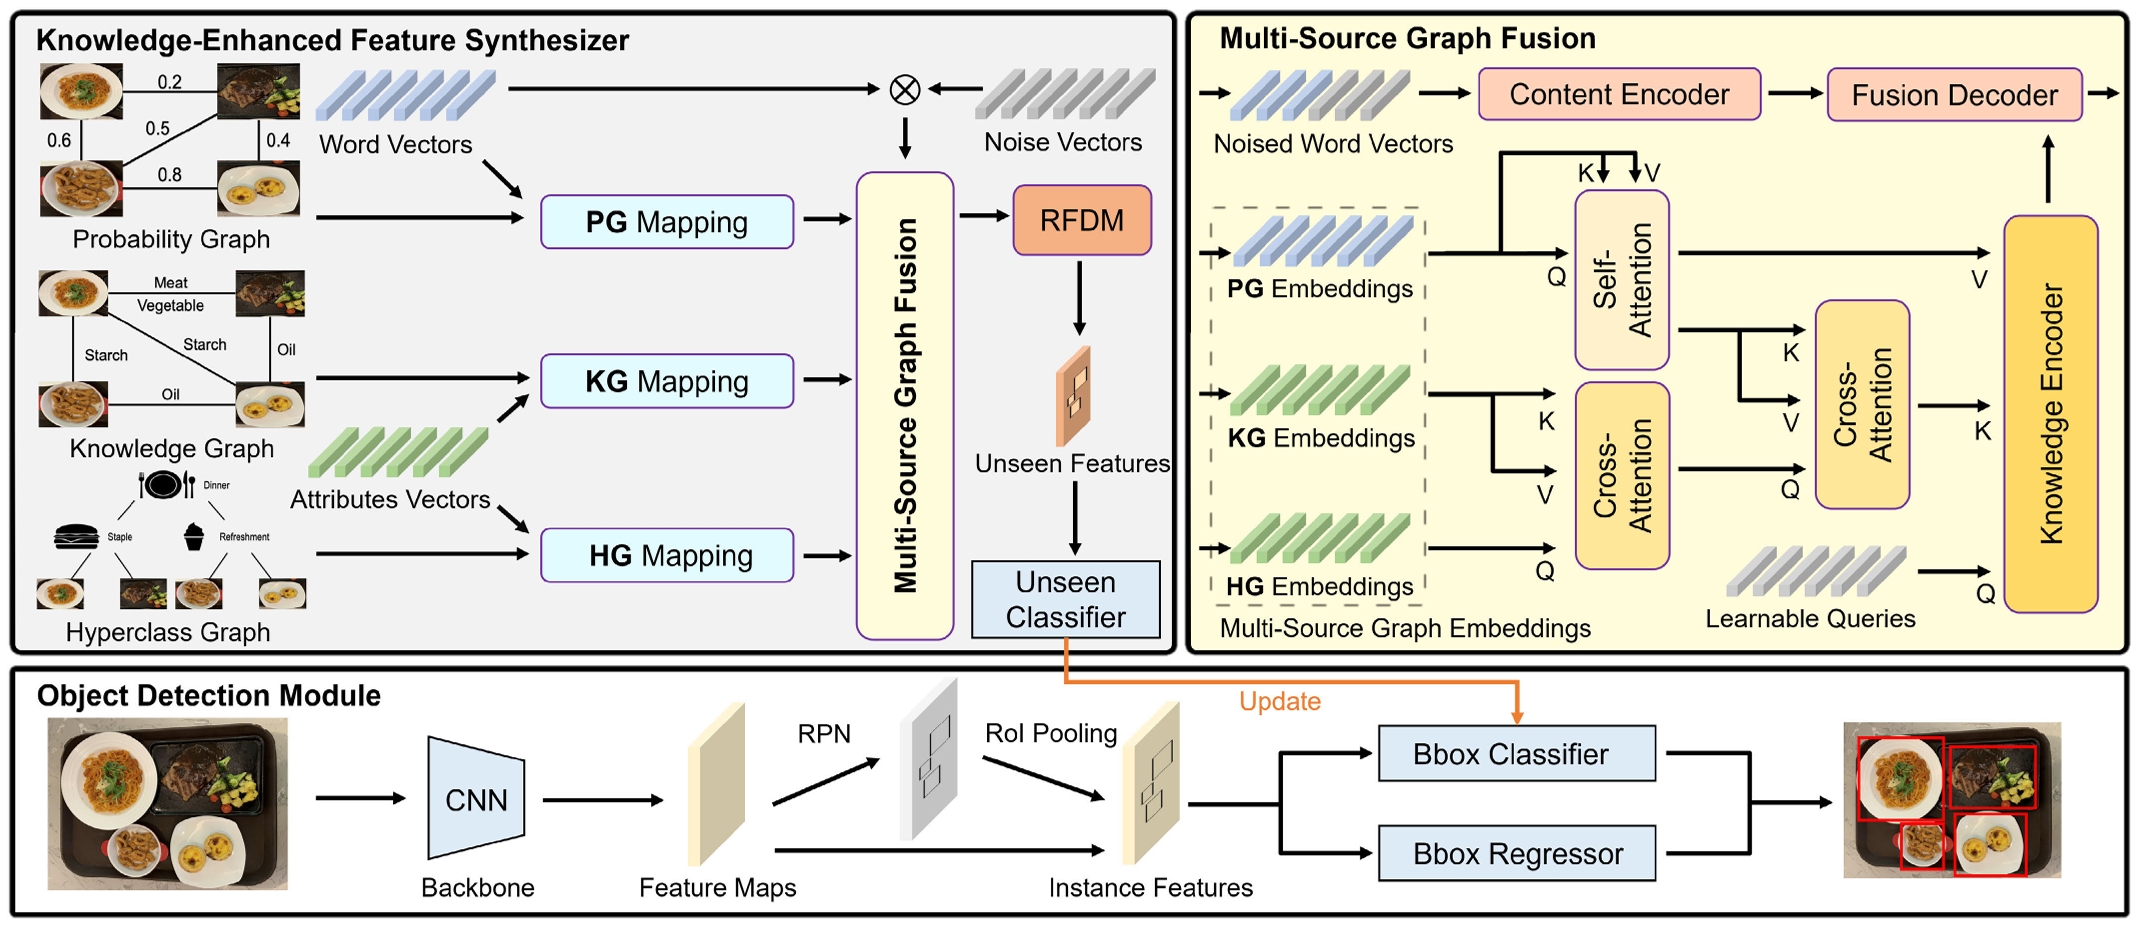 Knowledge-Enhanced Feature Synthesizer
0.2
0.6
0.5
0.4
0.8
Probability Graph
Word Vectors
Noise Vectors
PG Mapping
Meat
Vegetable
Starch
Starch
Oil
Oil
Knowledge Graph
KG Mapping
Attributes Vectors
Dinner
Staple
Refreshment
Hyperclass Graph
HG Mapping
Multi-Source Graph Fusion
RFDM
Unseen Features
Unseen
Classifier
Multi-Source Graph Fusion
Noised Word Vectors
Content Encoder
Fusion Decoder
PG Embeddings
K
V
Q
Self-
Attention
V
KG Embeddings
K
V
HG Embeddings
Q
Cross-
Attention
K
V
Q
Cross-
Attention
K
Multi-Source Graph Embeddings
Learnable Queries
Q
Knowledge Encoder
Object Detection Module
CNN
Backbone
Feature Maps
RPN
RoI Pooling
Instance Features
Update
Bbox Classifier
Bbox Regressor